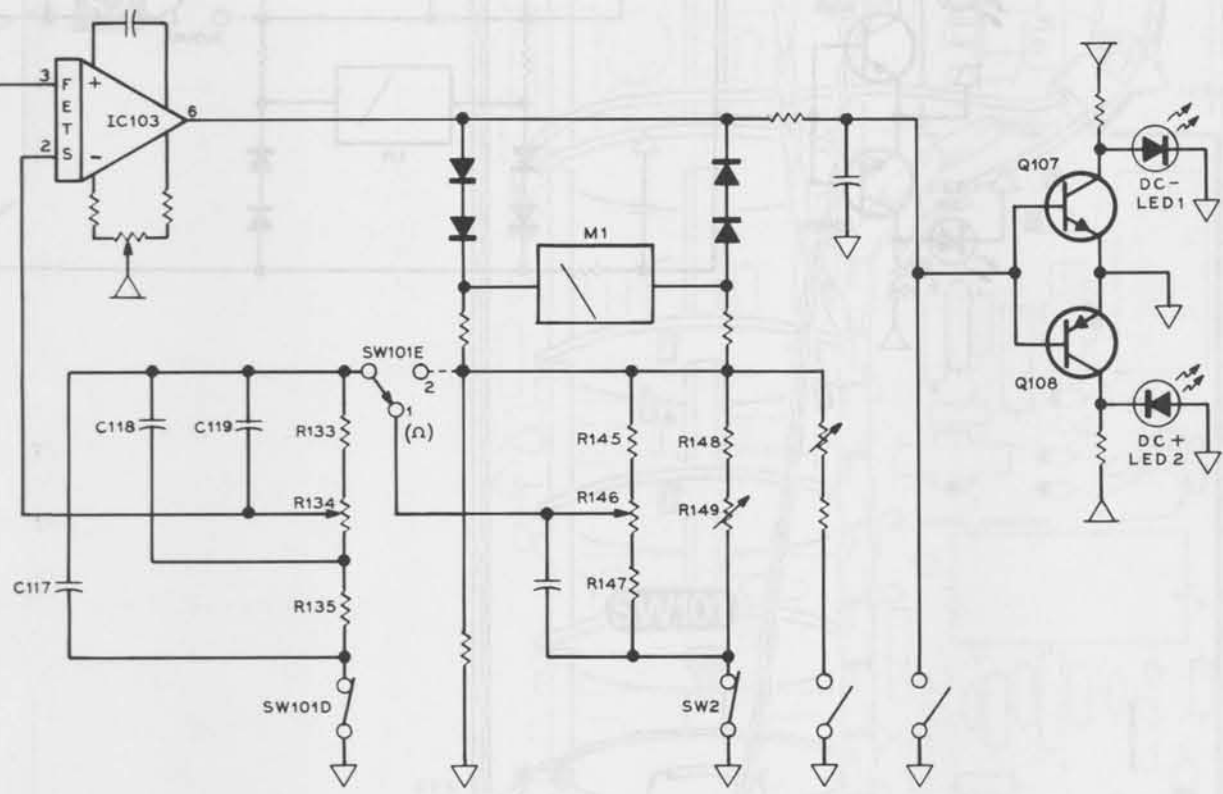 3
2
F
E
T
S
+
-
IC103
6
M1
Q107
DC-
LED1
Q108
DC+
LED2
SW101E
2
1
(Ω)
C118
C119
R133
R134
R135
C117
SW101D
R145
R146
R147
R148
R149
SW2